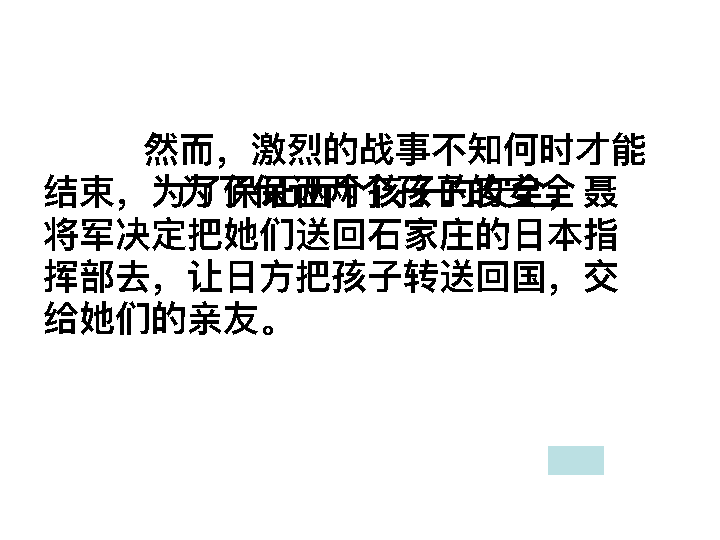 然而，激烈的战事不知何时才能
结束，为了保证两个孩子的安全，聂
将军决定把她们送回石家庄的日本指
挥部去，让日方把孩子转送回国，交
给她们的亲友。